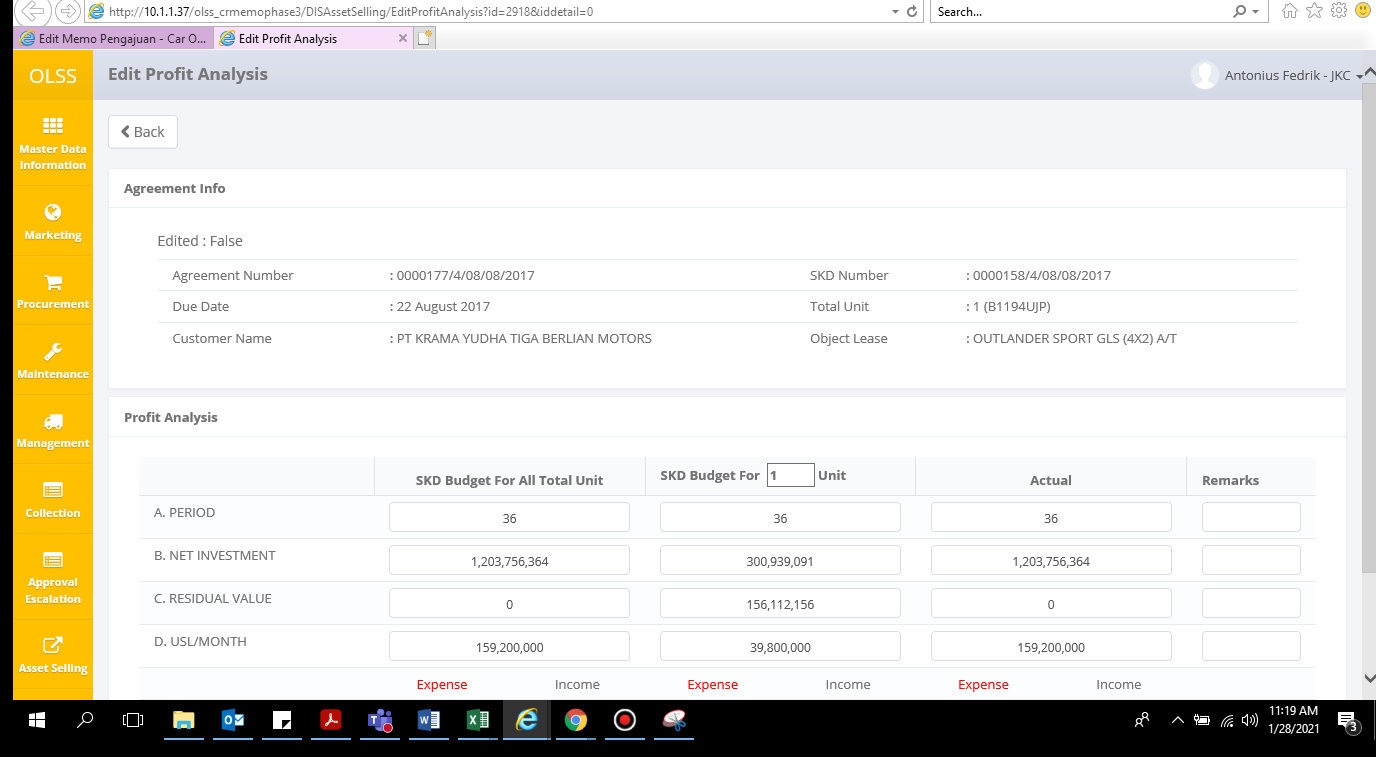 http://10.1.1.37/olss_crmemophase3/DISAssetSelling/EditProfitAnalysis?id=2918&iddetail=0
Search...
Edit Memo Pengajuan - Car O...
Edit Profit Analysis
OLSS
Edit Profit Analysis
Antonius Fedrik - JKC
Back
Master Data
Information
Marketing
Procurement
Maintenance
Management
Collection
Approval
Escalation
Asset Selling
Agreement Info
Edited : False
Agreement Number : 0000177/4/08/08/2017 SKD Number : 0000158/4/08/08/2017
Due Date : 22 August 2017 Total Unit : 1 (B1194UJP)
Customer Name : PT KRAMA YUDHA TIGA BERLIAN MOTORS Object Lease : OUTLANDER SPORT GLS (4X2) A/T
Profit Analysis
SKD Budget For All Total Unit SKD Budget For 1 Unit Actual Remarks
A. PERIOD 36 36 36
B. NET INVESTMENT 1,203,756,364 300,939,091 1,203,756,364
C. RESIDUAL VALUE 0 156,112,156 0
D. USL/MONTH 159,200,000 39,800,000 159,200,000
Expense Income Expense Income Expense Income
11:19 AM
1/28/2021
3